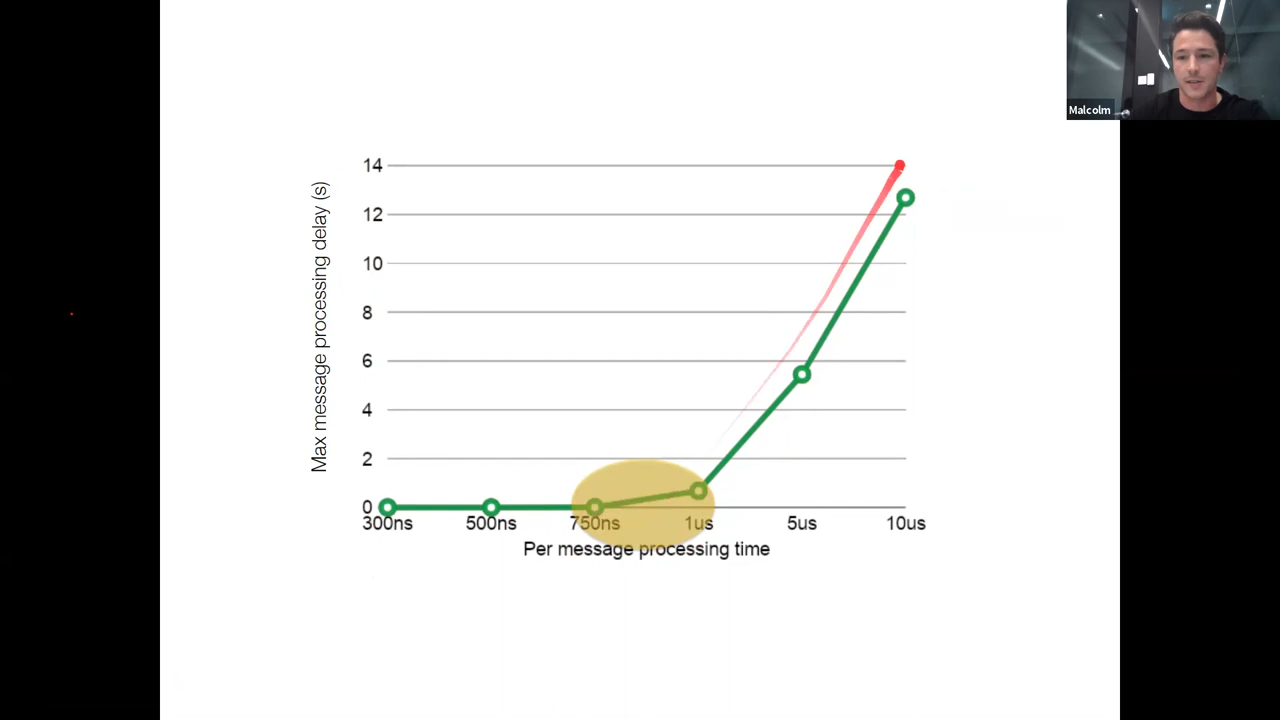 Malcolm
Max message processing delay (s)
14
12
10
8
6
4
2
0
300ns 500ns 750ns 1us 5us 10us
Per message processing time